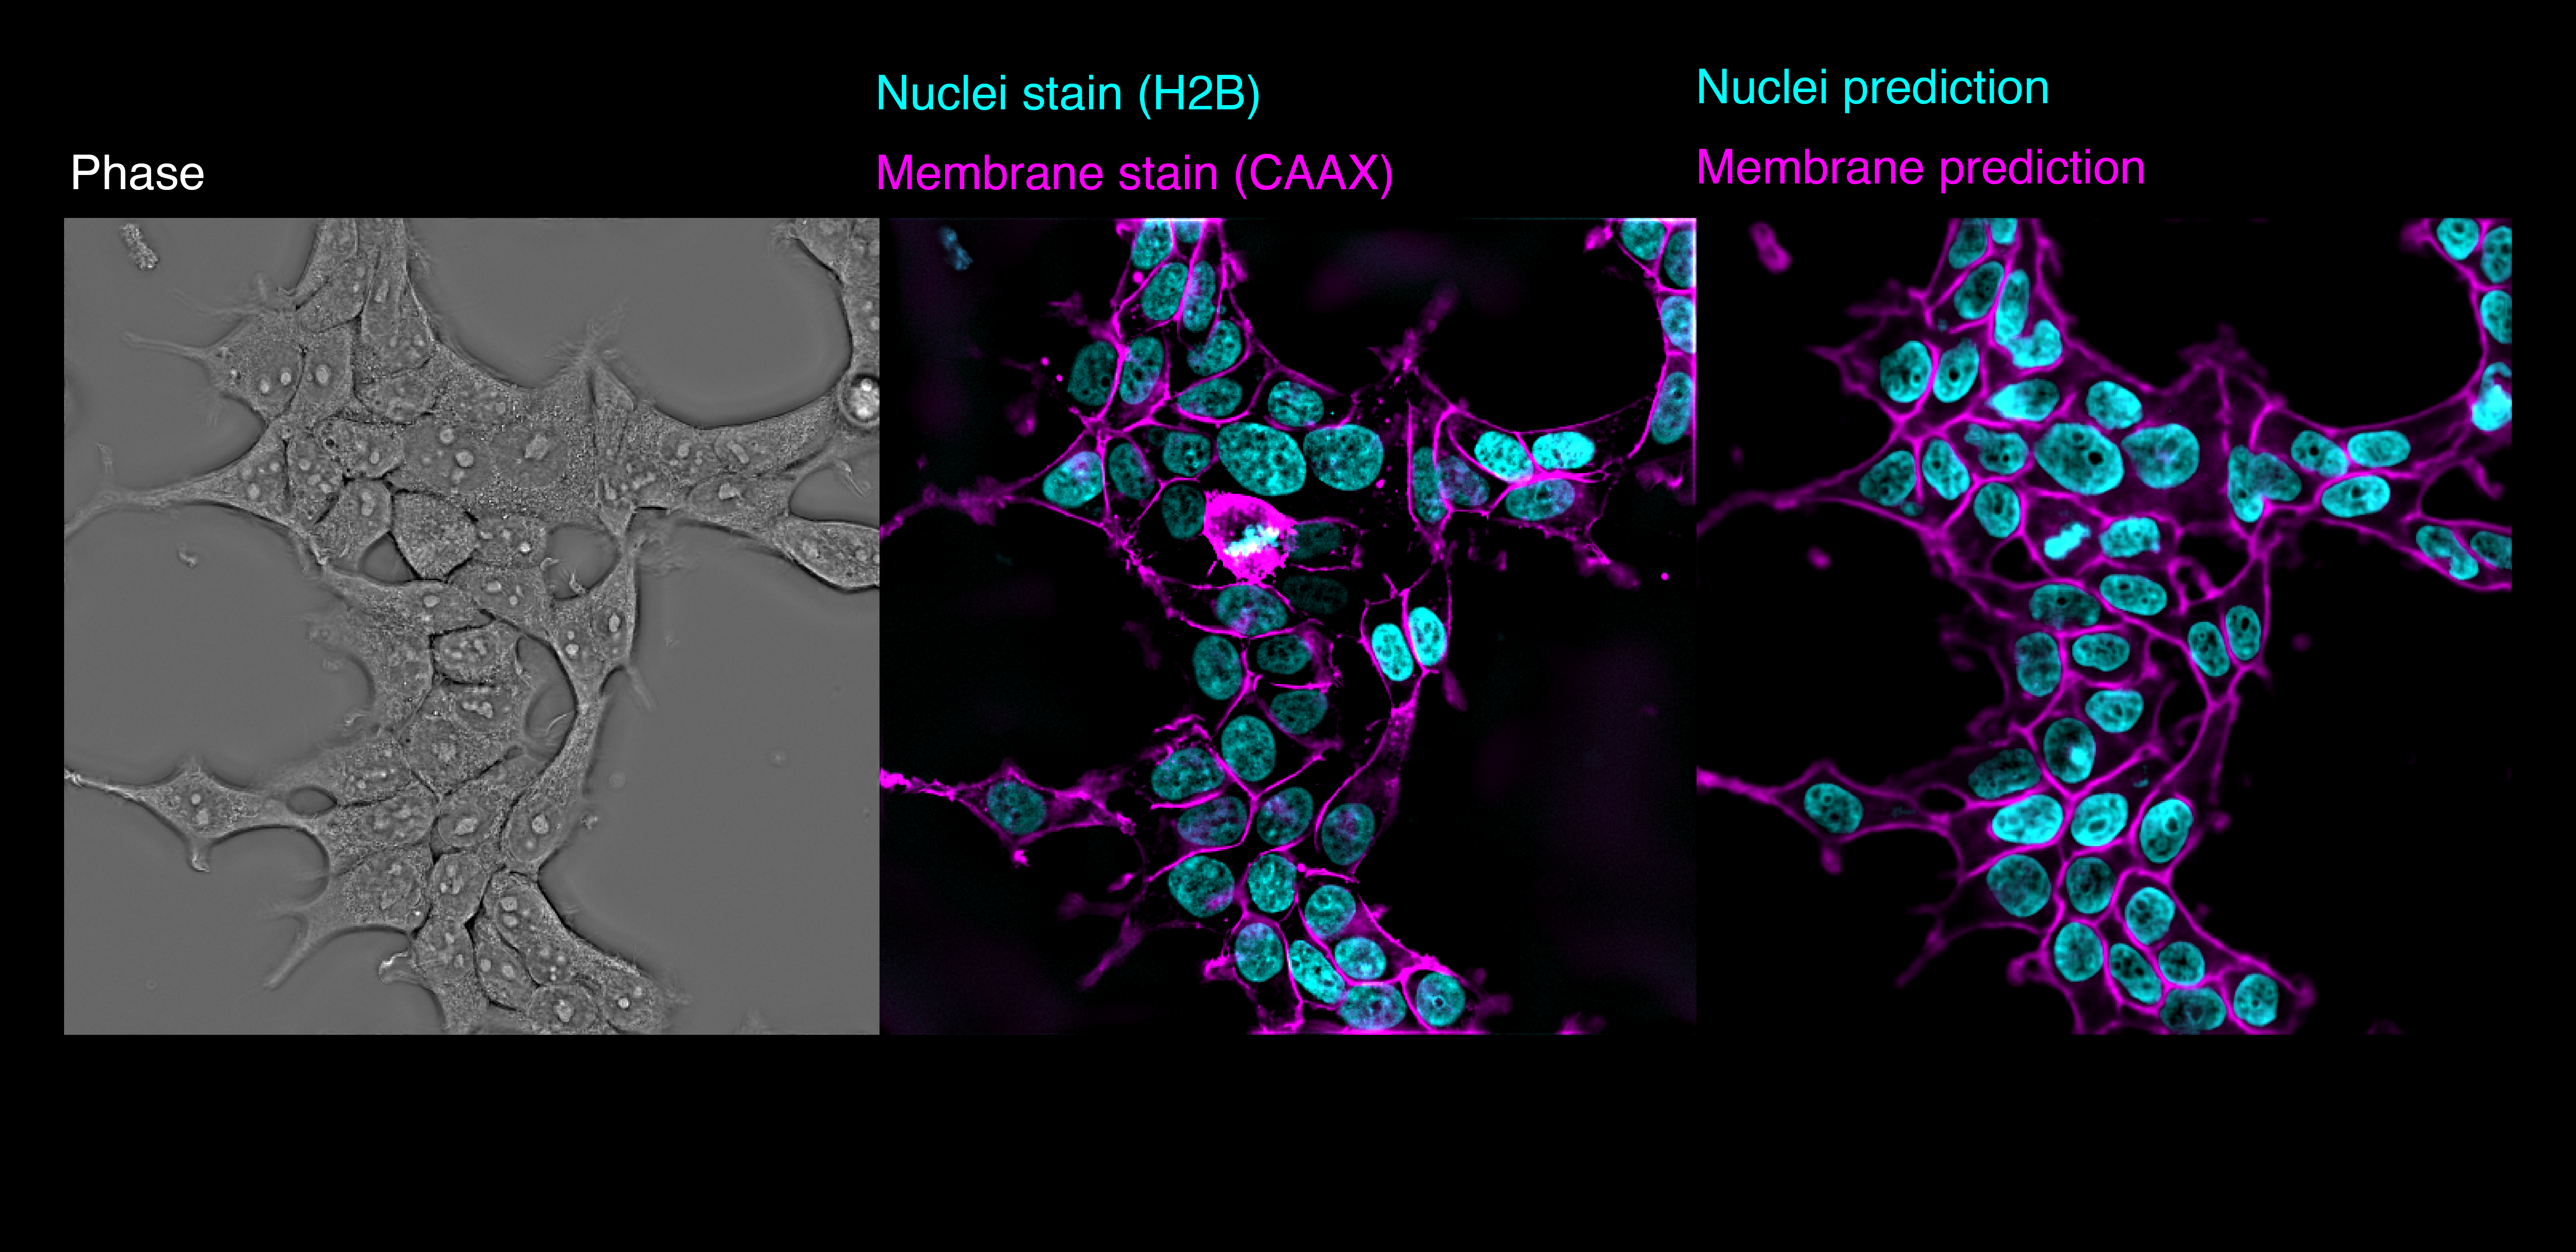 Phase
Nuclei stain (H2B)
Membrane stain (CAAX)
Nuclei prediction
Membrane prediction